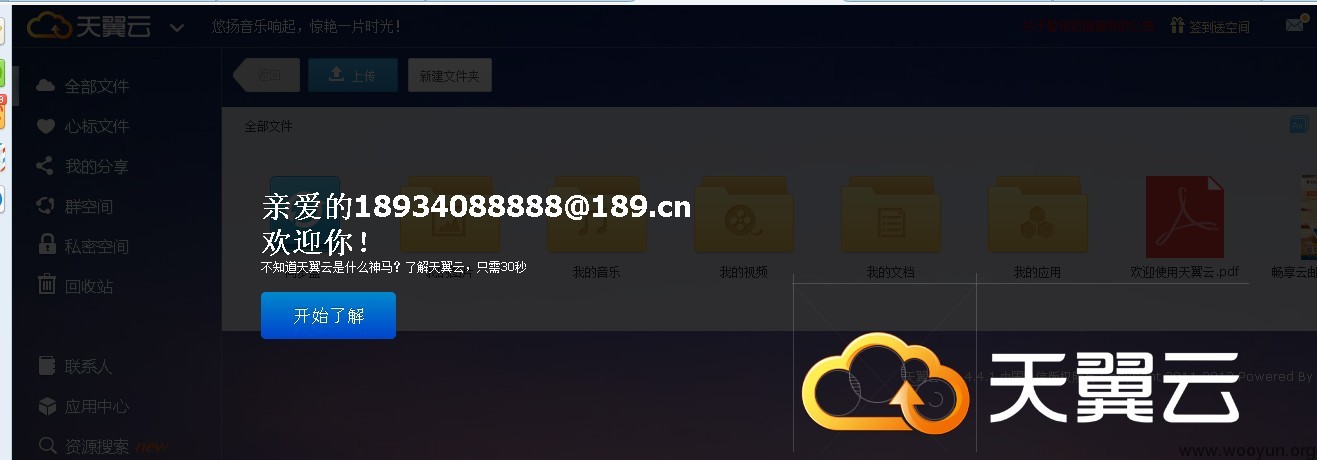 天翼云
悠扬音乐响起，惊艳一片时光！
签到送空间
全部文件
心标文件
我的分享
群空间
私密空间
回收站
联系人
应用中心
资源搜索 new
返回
上传
新建文件夹
全部文件
亲爱的18934088888@189.cn
欢迎你！
不知道天翼云是什么神马？了解天翼云，只需30秒
开始了解
我的音乐
我的视频
我的文档
我的应用
欢迎使用天翼云.pdf
畅享云邮
天翼云
Powered By
www.wooyun.org